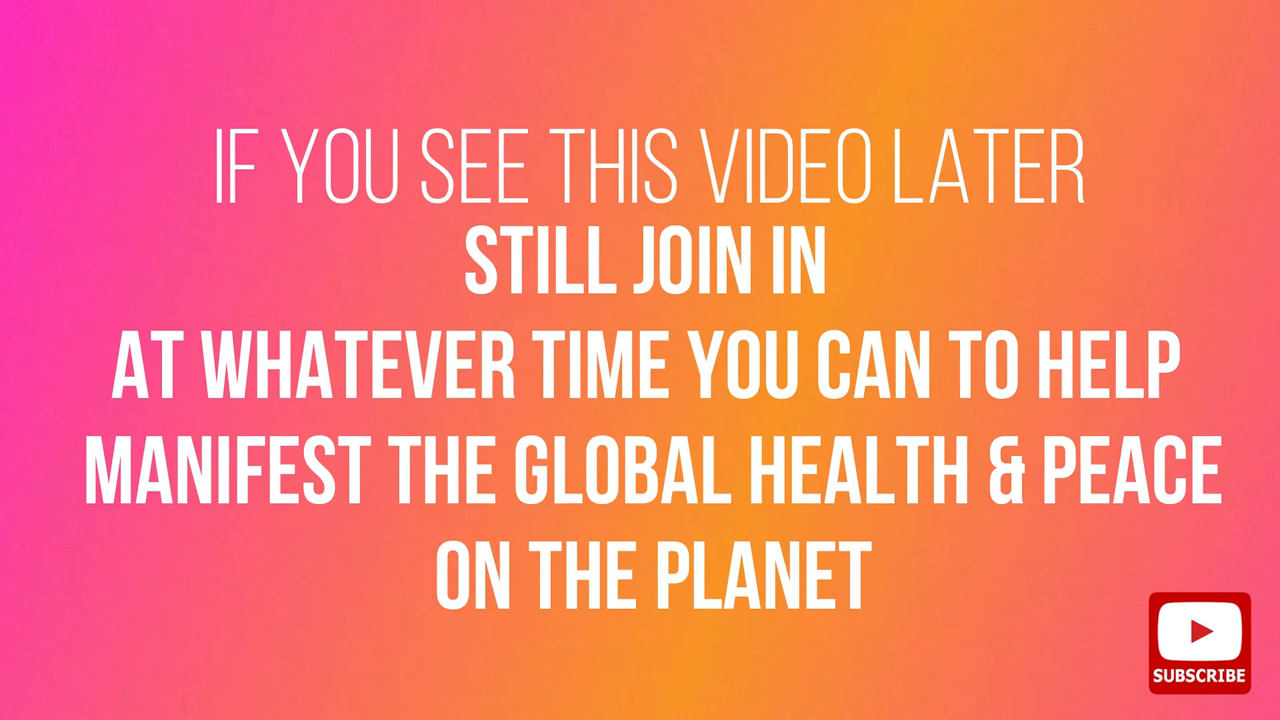 IF YOU SEE THIS VIDEO LATER
STILL JOIN IN
AT WHATEVER TIME YOU CAN TO HELP
MANIFEST THE GLOBAL HEALTH & PEACE
ON THE PLANET
SUBSCRIBE